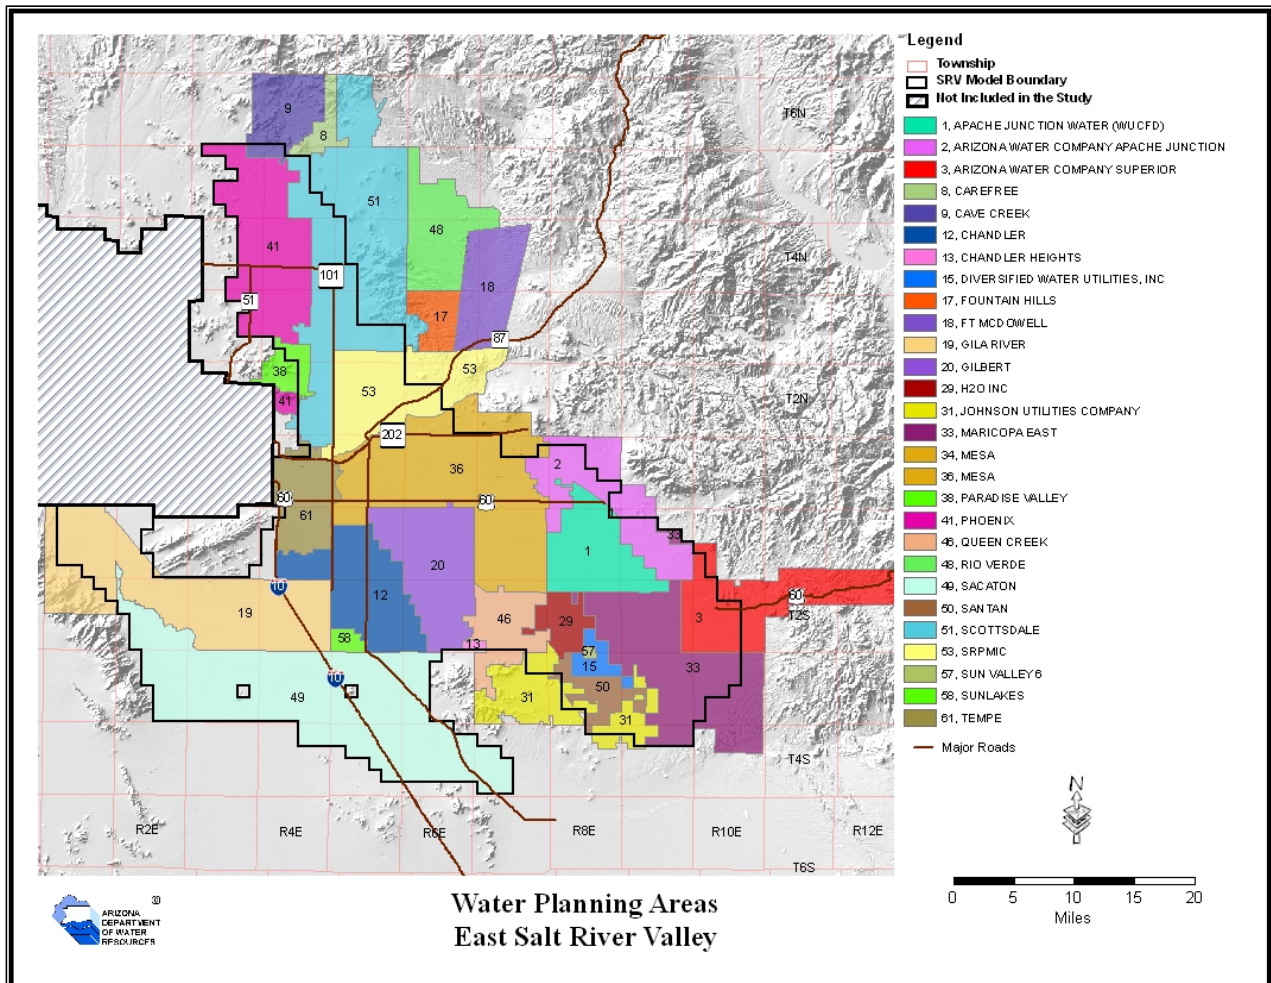 Legend
Township
SRV Model Boundary
Not Included in the Study
1, APACHE JUNCTION WATER (WUCFD)
2, ARIZONA WATER COMPANY APACHE JUNCTION
3, ARIZONA WATER COMPANY SUPERIOR
8, CAREFREE
9, CAVE CREEK
12, CHANDLER
13, CHANDLER HEIGHTS
15, DIVERSIFIED WATER UTILITIES, INC
17, FOUNTAIN HILLS
18, FT MCDOWELL
19, GILA RIVER
20, GILBERT
29, H2O INC
31, JOHNSON UTILITIES COMPANY
33, MARICOPA EAST
34, MESA
36, MESA
38, PARADISE VALLEY
41, PHOENIX
46, QUEEN CREEK
48, RIO VERDE
49, SACATON
50, SANTAN
51, SCOTTSDALE
53, SRPMIC
57, SUN VALLEY 6
58, SUNLAKES
61, TEMPE
Major Roads
T6N
9
8
51
41
48
T4N
101
51
18
17
87
38
53
53
41
T2N
202
36
2
60
60
61
33
1
20
10
12
60
19
46
29
3
T2S
58
13
57
15
33
10
50
49
31
31
T4S
R2E
R4E
R6E
R8E
R10E
R12E
T6S
N
0 5 10 15 20
Miles
ARIZONA
DEPARTMENT
OF WATER
RESOURCES
Water Planning Areas
East Salt River Valley